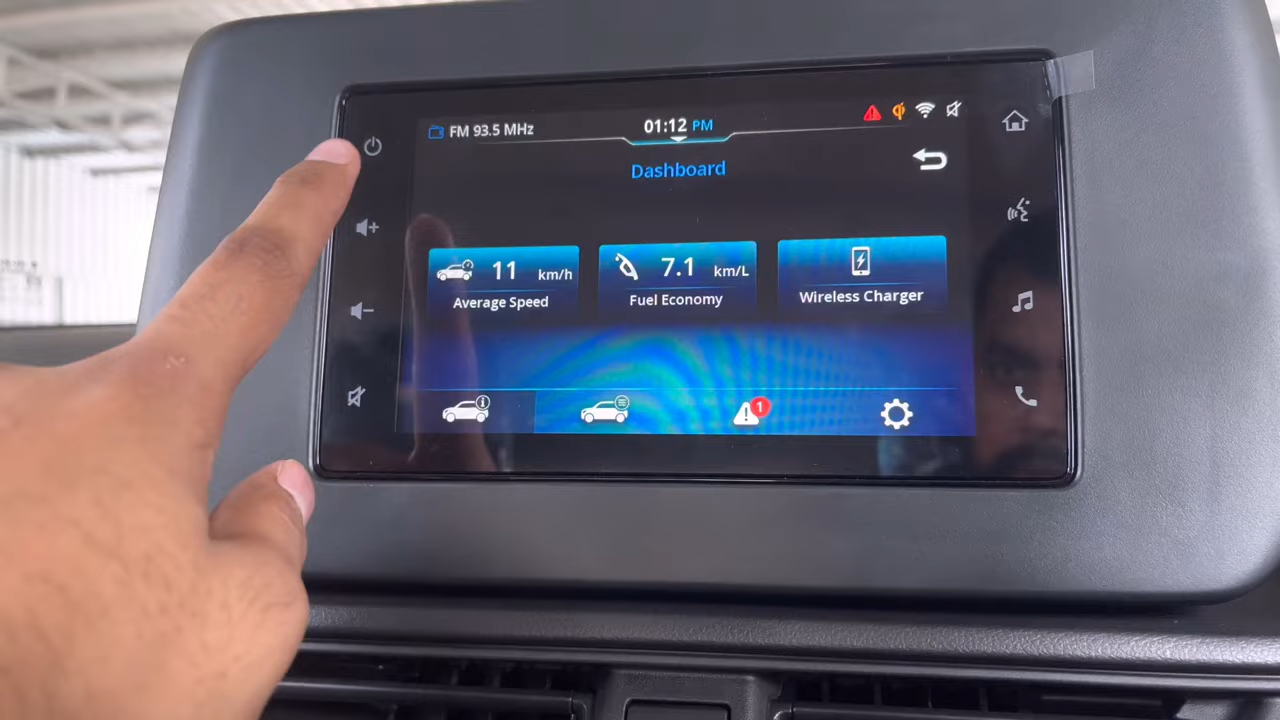 FM 93.5 MHz
01:12 PM
Dashboard
11 km/h
Average Speed
7.1 km/L
Fuel Economy
Wireless Charger
1